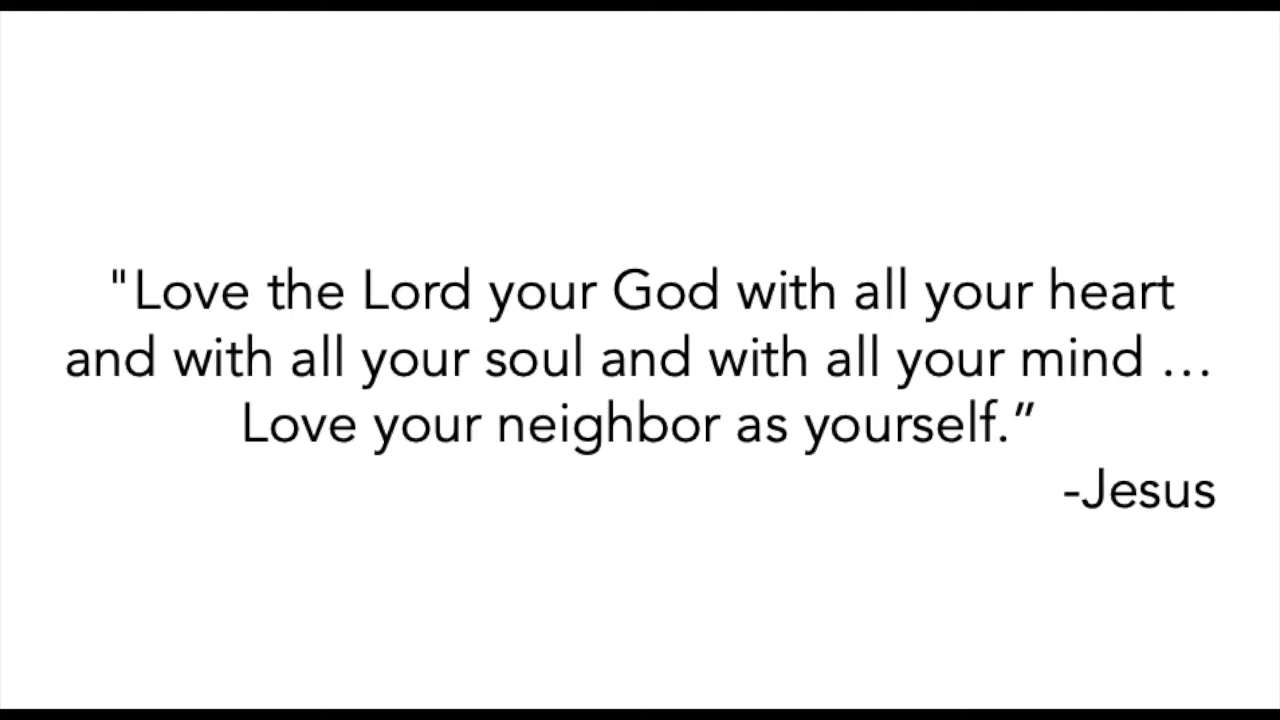 "Love the Lord your God with all your heart
and with all your soul and with all your mind …
Love your neighbor as yourself.”
-Jesus